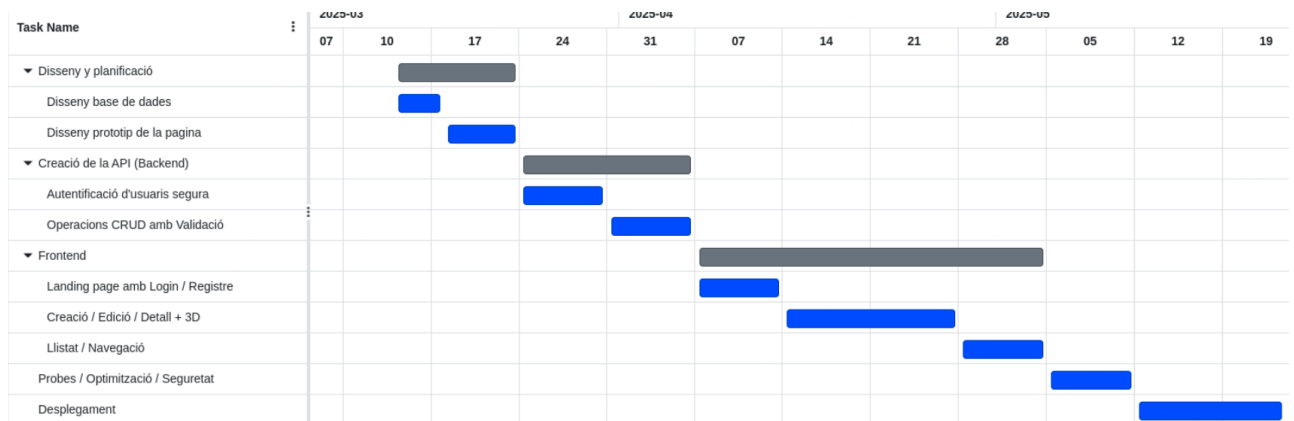 2025-03 2025-04 2025-05
Task Name
07 10 17 24 31 07 14 21 28 05 12 19
Disseny y planificació
Disseny base de dades
Disseny prototip de la pagina
Creació de la API (Backend)
Autentificació d'usuaris segura
Operacions CRUD amb Validació
Frontend
Landing page amb Login / Registre
Creació / Edició / Detall + 3D
Llistat / Navegació
Probes / Optimització / Seguretat
Desplegament